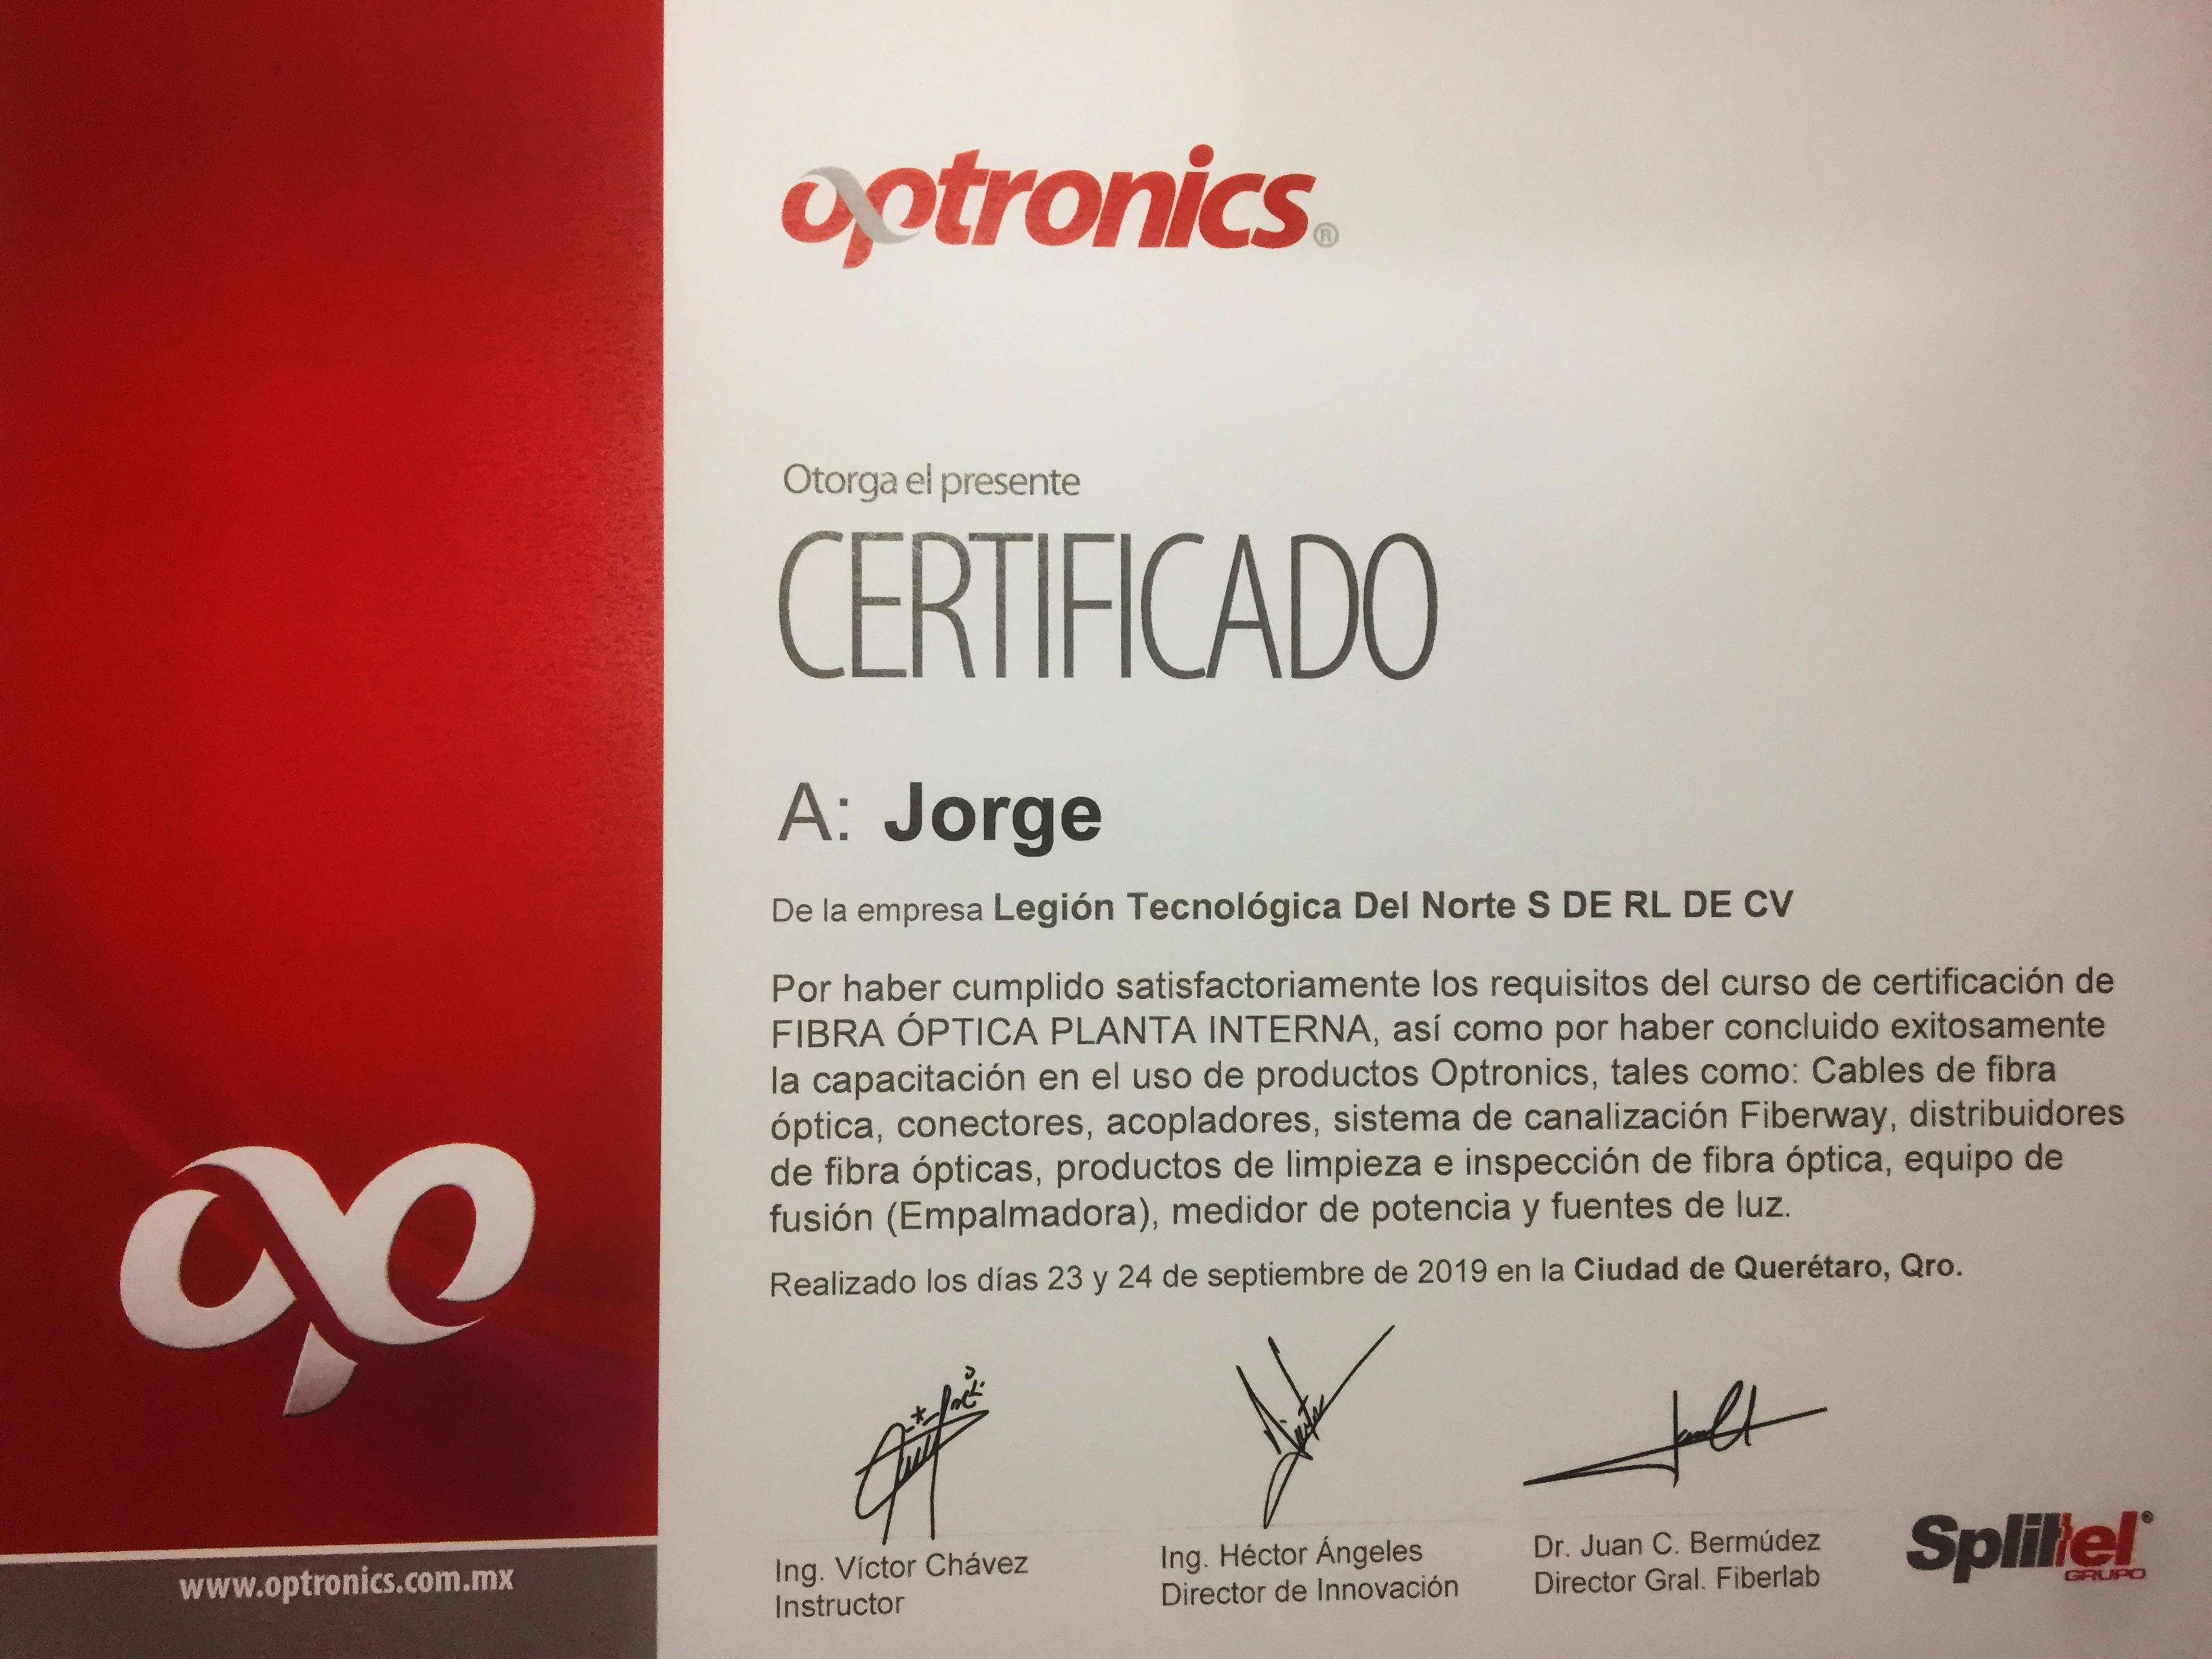 optronics®
Otorga el presente
CERTIFICADO
A: Jorge
De la empresa Legión Tecnológica Del Norte S DE RL DE CV
Por haber cumplido satisfactoriamente los requisitos del curso de certificación de
FIBRA ÓPTICA PLANTA INTERNA, así como por haber concluido exitosamente
la capacitación en el uso de productos Optronics, tales como: Cables de fibra
óptica, conectores, acopladores, sistema de canalización Fiberway, distribuidores
de fibra ópticas, productos de limpieza e inspección de fibra óptica, equipo de
fusión (Empalmadora), medidor de potencia y fuentes de luz.
Realizado los días 23 y 24 de septiembre de 2019 en la Ciudad de Querétaro, Qro.
Ing. Víctor Chávez
Instructor
Ing. Héctor Ángeles
Director de Innovación
Dr. Juan C. Bermúdez
Director Gral. Fiberlab
Splittel®
GRUPO
www.optronics.com.mx